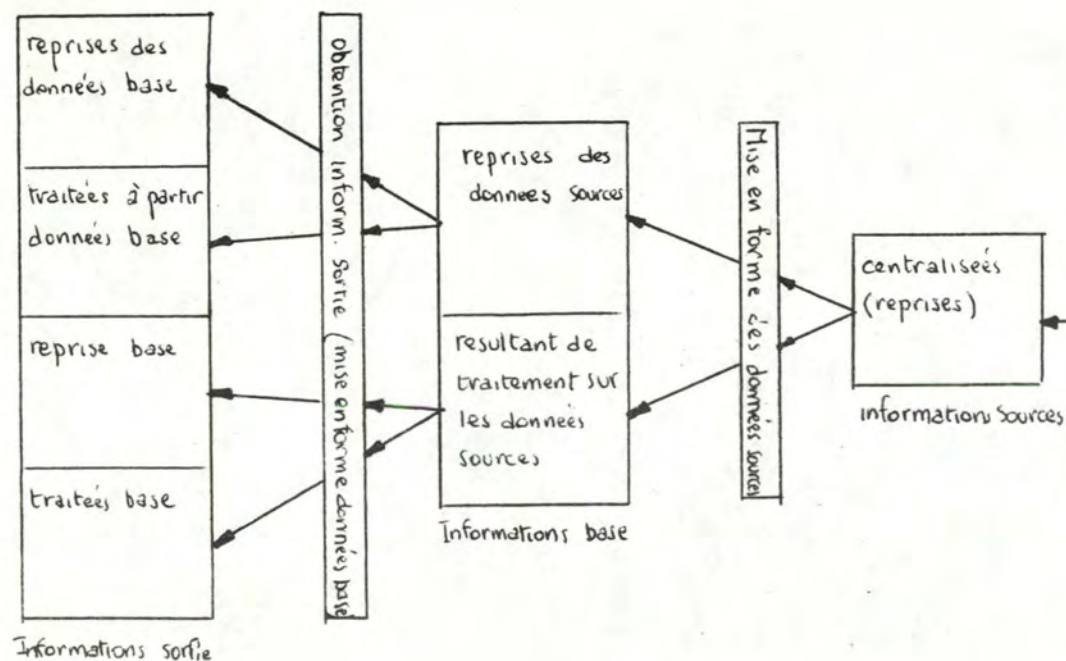 reprises des
données base
traitées à partir
données base
reprise base
traitées base
Informations sortie
obtention inform. sortie (mise en forme données base)
reprises des
donneés sources
resultant de
traitement sur
les données
sources
Informations base
Mise en forme des données sources
centralisées
(reprises)
informations sources